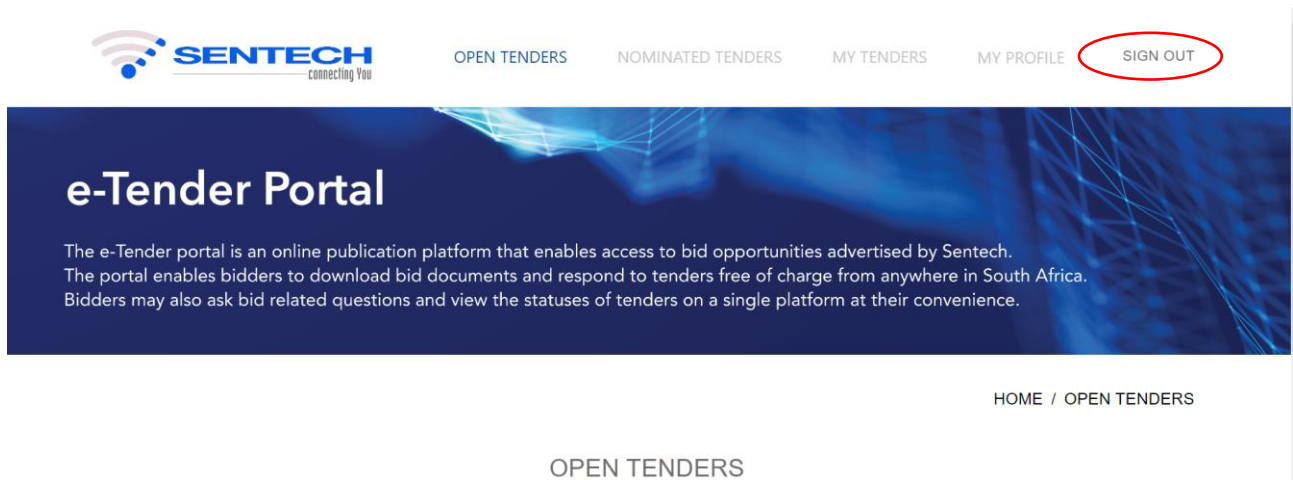 SENTECH
connecting You
OPEN TENDERS NOMINATED TENDERS MY TENDERS MY PROFILE SIGN OUT
e-Tender Portal
The e-Tender portal is an online publication platform that enables access to bid opportunities advertised by Sentech.
The portal enables bidders to download bid documents and respond to tenders free of charge from anywhere in South Africa.
Bidders may also ask bid related questions and view the statuses of tenders on a single platform at their convenience.
HOME / OPEN TENDERS
OPEN TENDERS